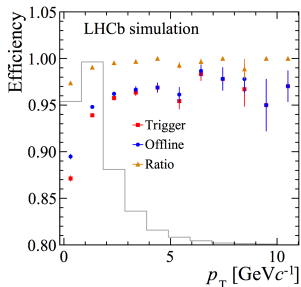 1.05
LHCb simulation
Efficiency
1.00
0.95
Trigger
Offline
0.90
Ratio
0.85
0.80
0 2 4 6 8 10
p_T [GeVc⁻¹]